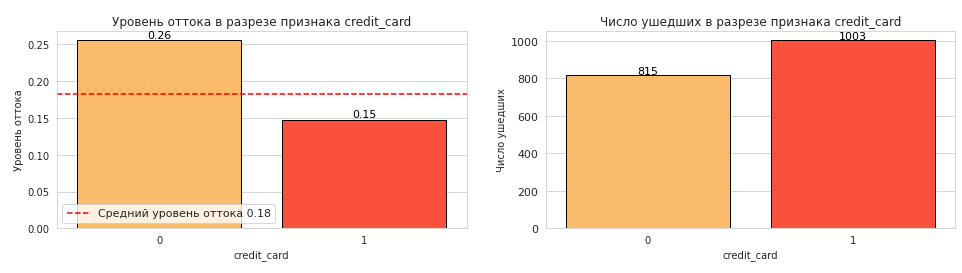 Уровень оттока в разрезе признака credit_card
0.26
0.25
0.20
0.15
0.15
0.10
0.05
0.00
Уровень оттока
Средний уровень оттока 0.18
0 1
credit_card
Число ушедших в разрезе признака credit_card
1003
1000
815
800
600
400
200
0
Число ушедших
0 1
credit_card